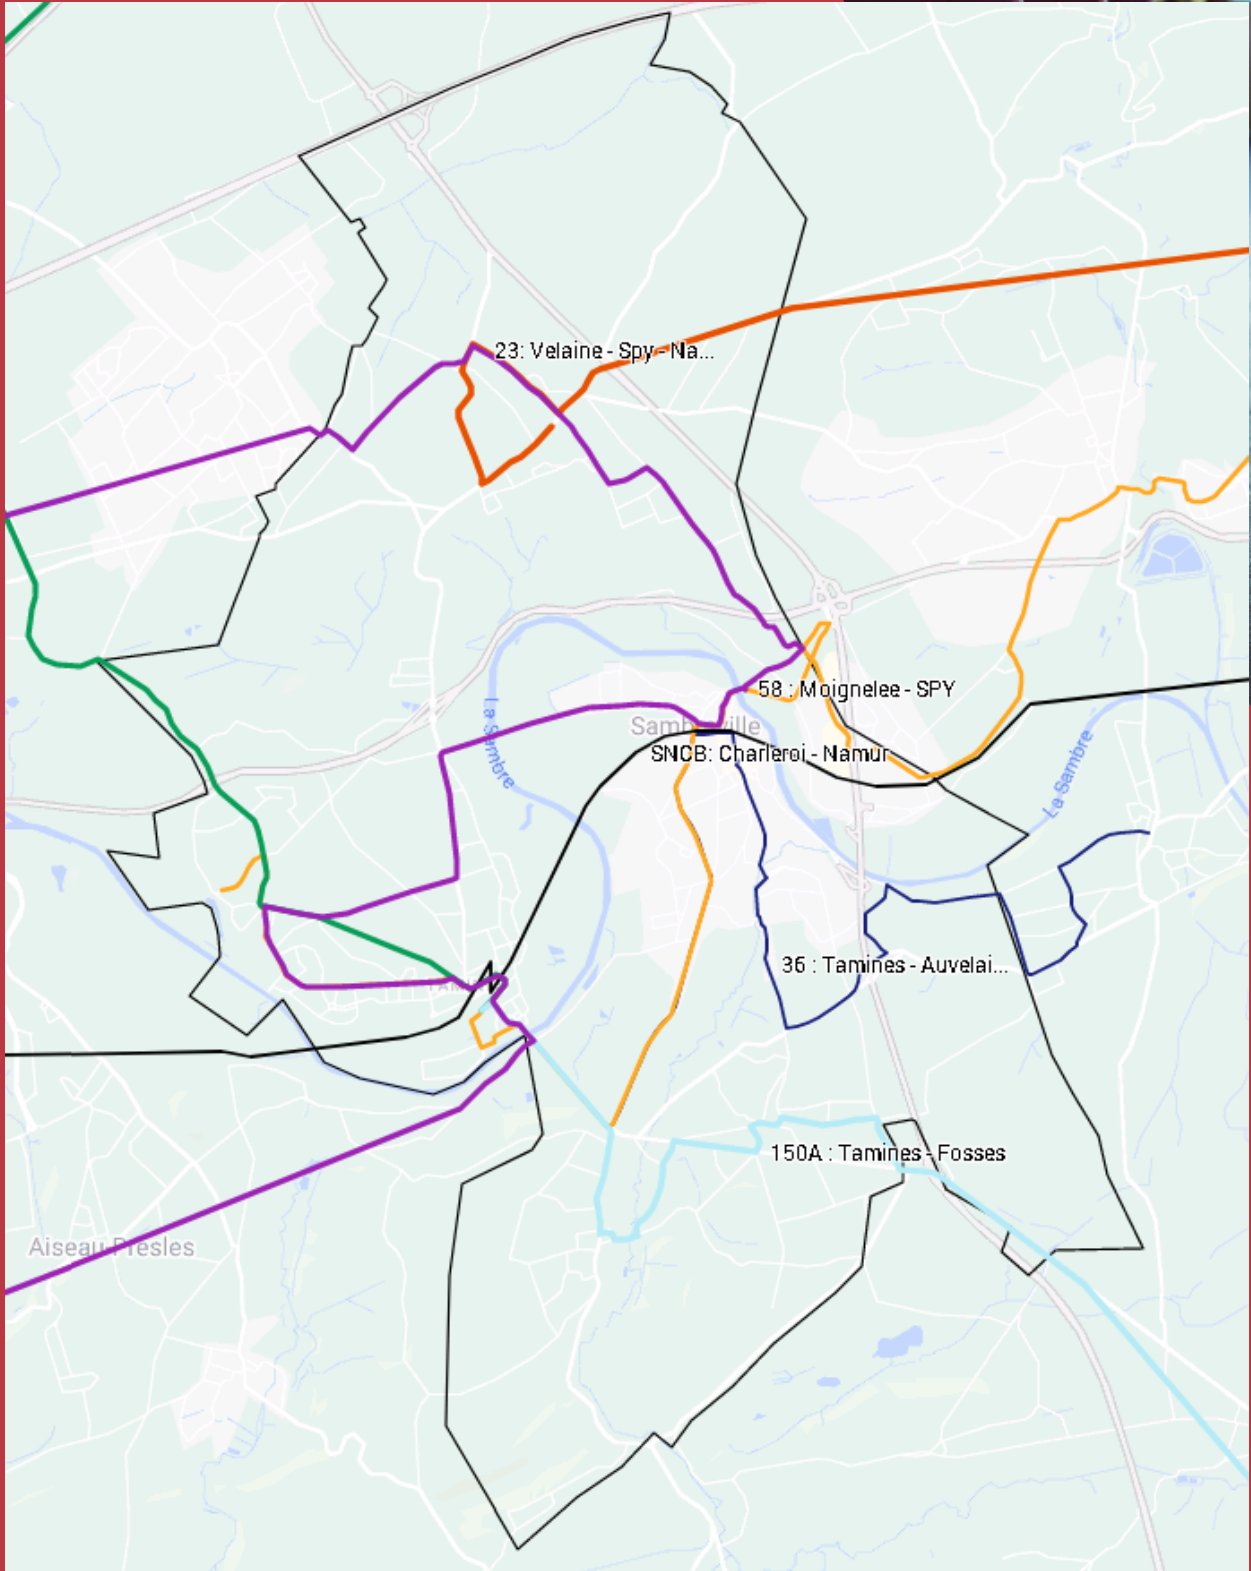 23: Velaine - Spy - Na...
La Sambre
58 : Moignelee - SPY
SNCB: Charleroi - Namur
La Sambre
36 : Tamines - Auvelai...
150A : Tamines - Fosses
Aiseau-Presles